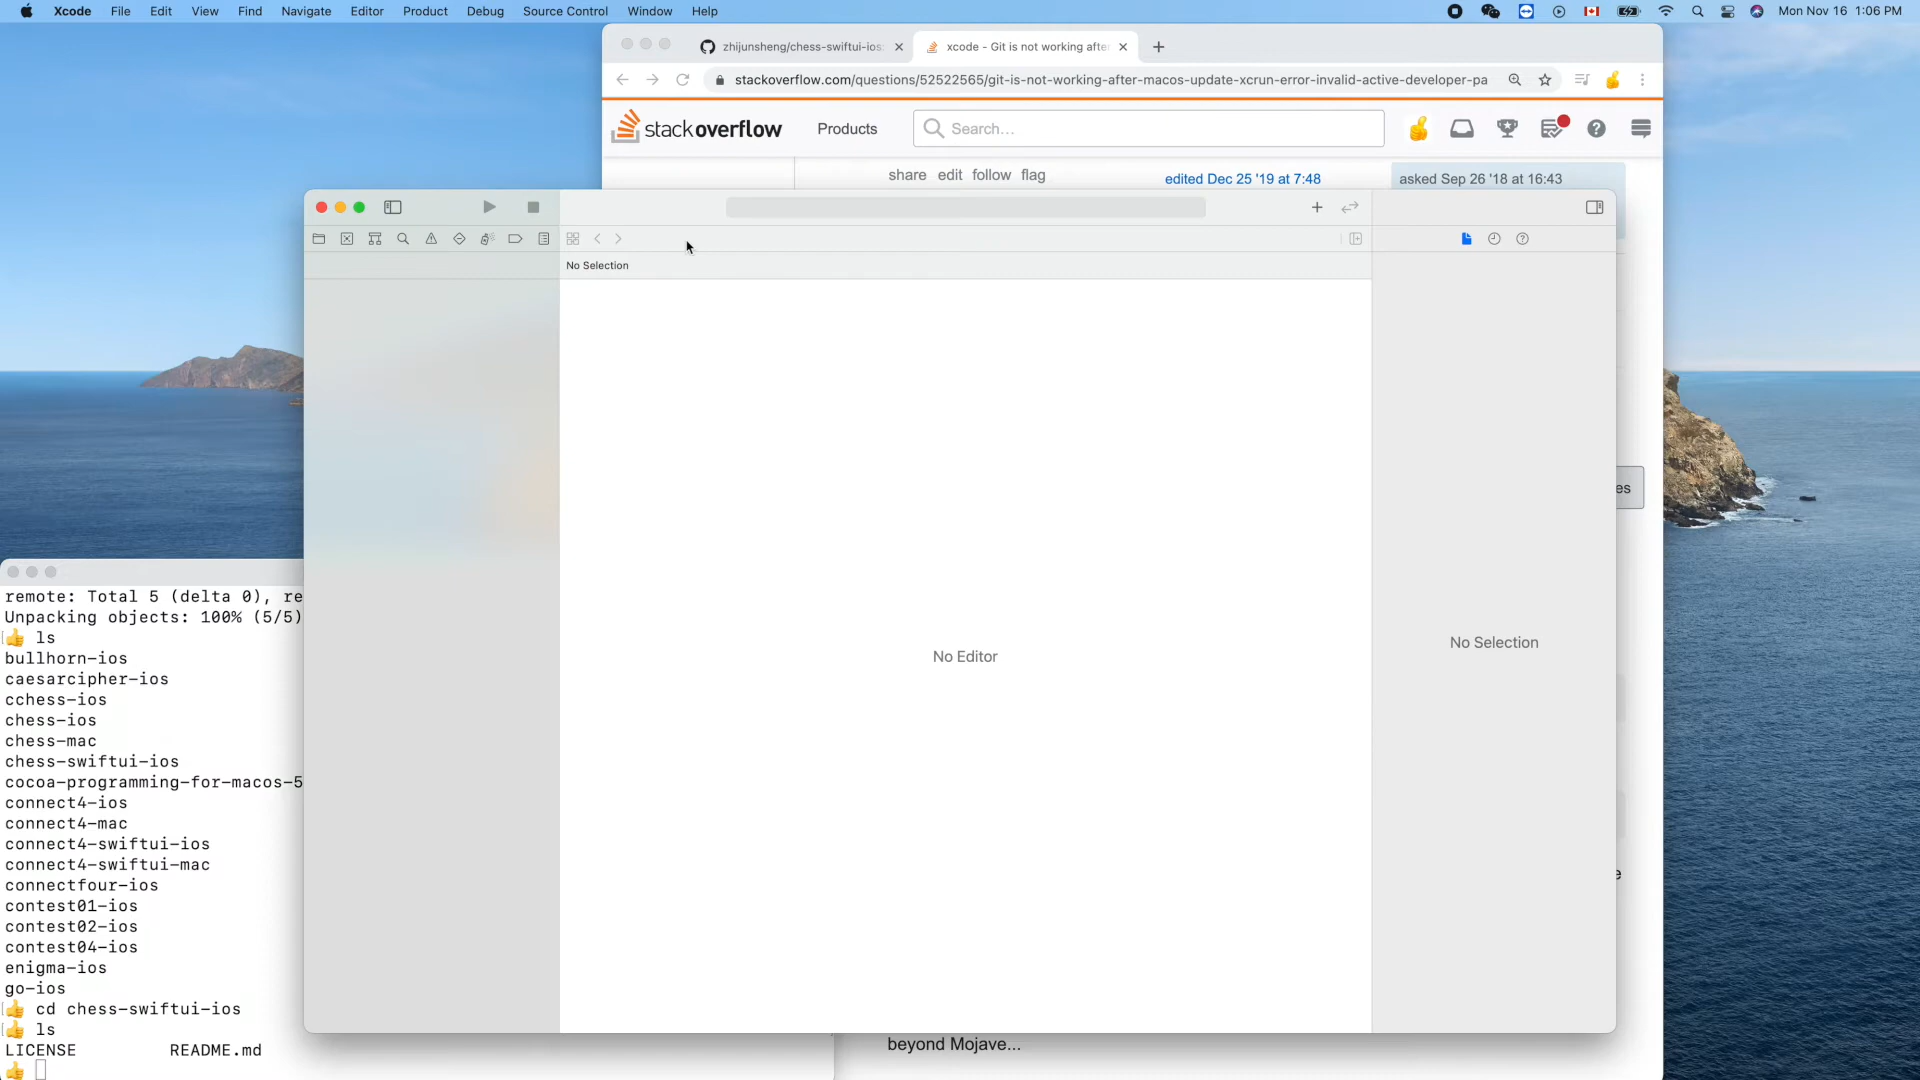 Xcode File Edit View Find Navigate Editor Product Debug Source Control Window Help
Mon Nov 16 1:06 PM
zhijunsheng/chess-swiftui-ios:
xcode - Git is not working afte
stackoverflow.com/questions/52522565/git-is-not-working-after-macos-update-xcrun-error-invalid-active-developer-pa
stackoverflow
Products
Search...
share edit follow flag
edited Dec 25 '19 at 7:48
asked Sep 26 '18 at 16:43
No Selection
No Editor
No Selection
es
e
beyond Mojave...
remote: Total 5 (delta 0), re
Unpacking objects: 100% (5/5)
👍 ls
bullhorn-ios
caesarcipher-ios
cchess-ios
chess-ios
chess-mac
chess-swiftui-ios
cocoa-programming-for-macos-5
connect4-ios
connect4-mac
connect4-swiftui-ios
connect4-swiftui-mac
connectfour-ios
contest01-ios
contest02-ios
contest04-ios
enigma-ios
go-ios
👍 cd chess-swiftui-ios
👍 ls
LICENSE README.md
👍